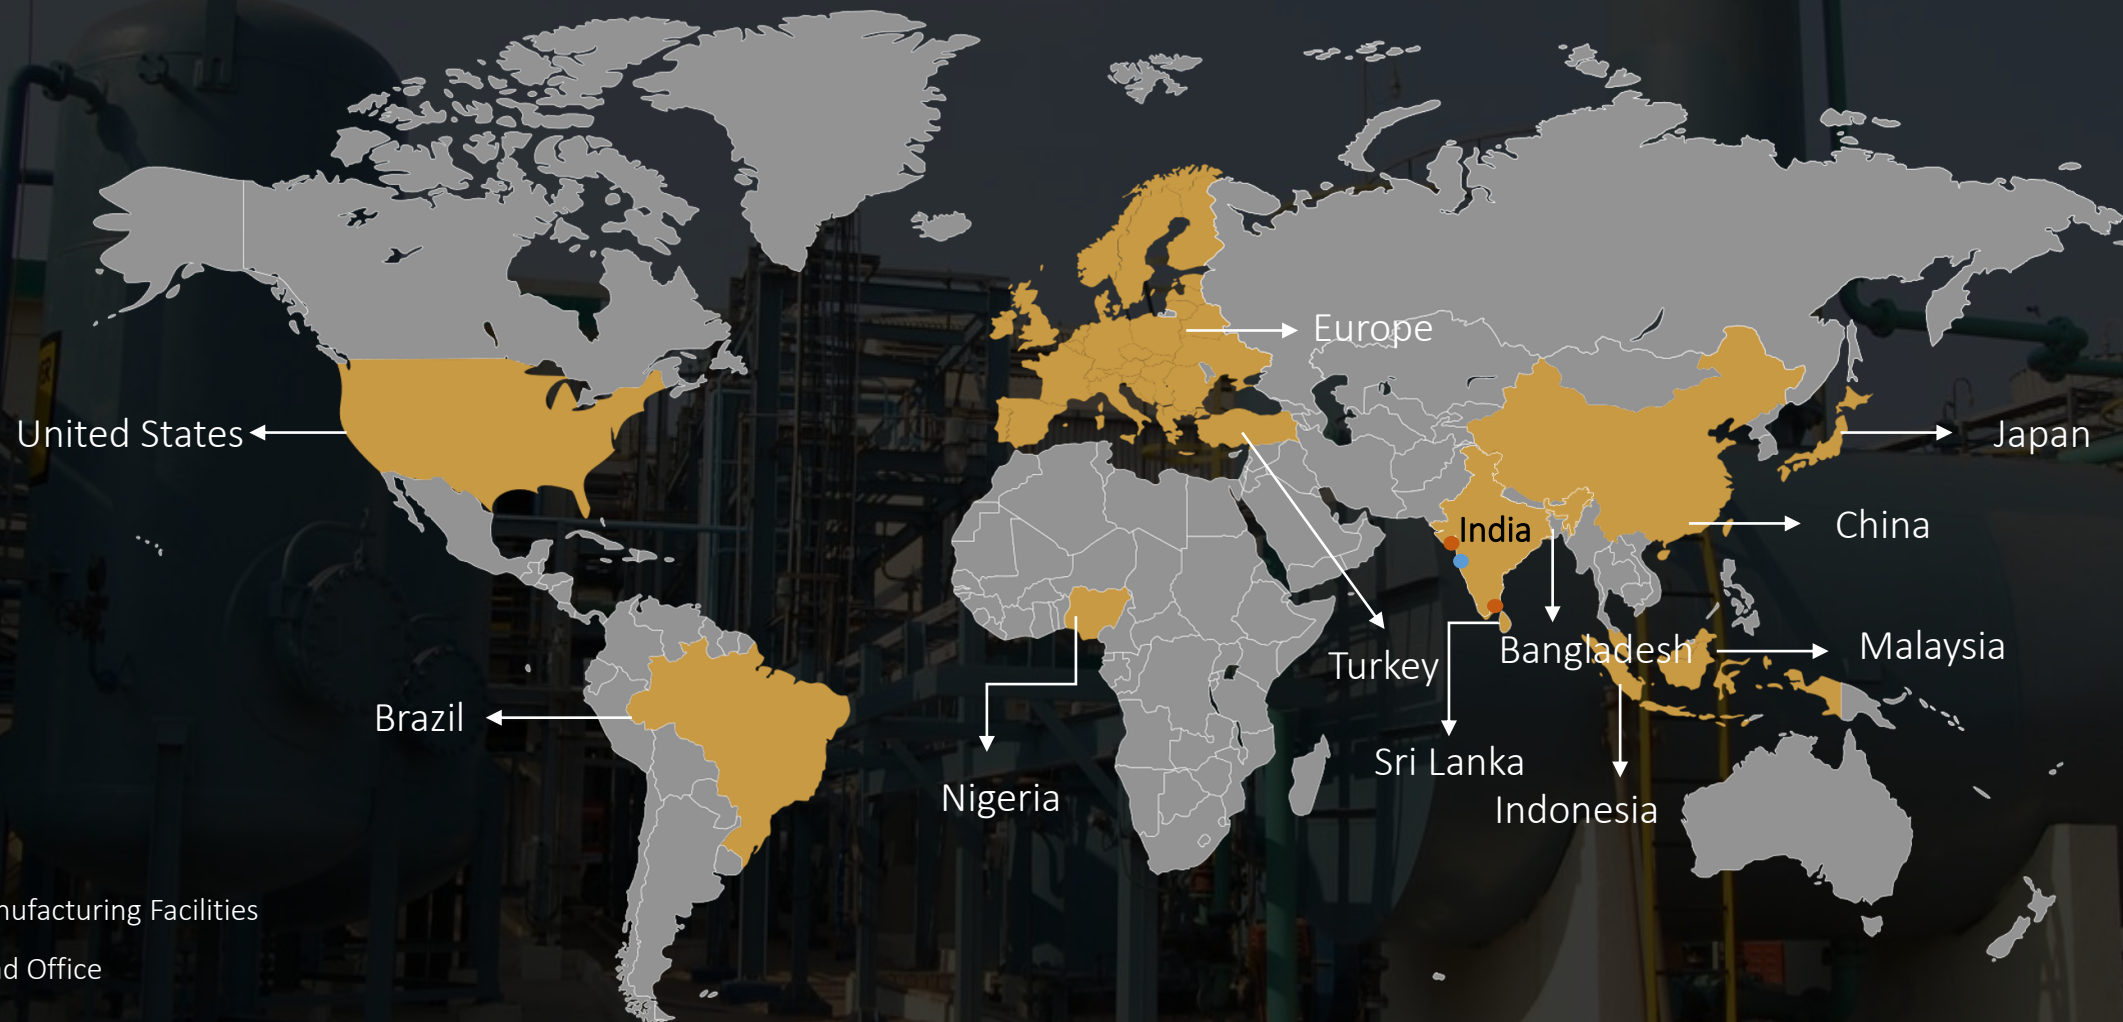 Europe
United States
Japan
India
China
Bangladesh
Malaysia
Turkey
Brazil
Sri Lanka
Nigeria
Indonesia
nufacturing Facilities
d Office